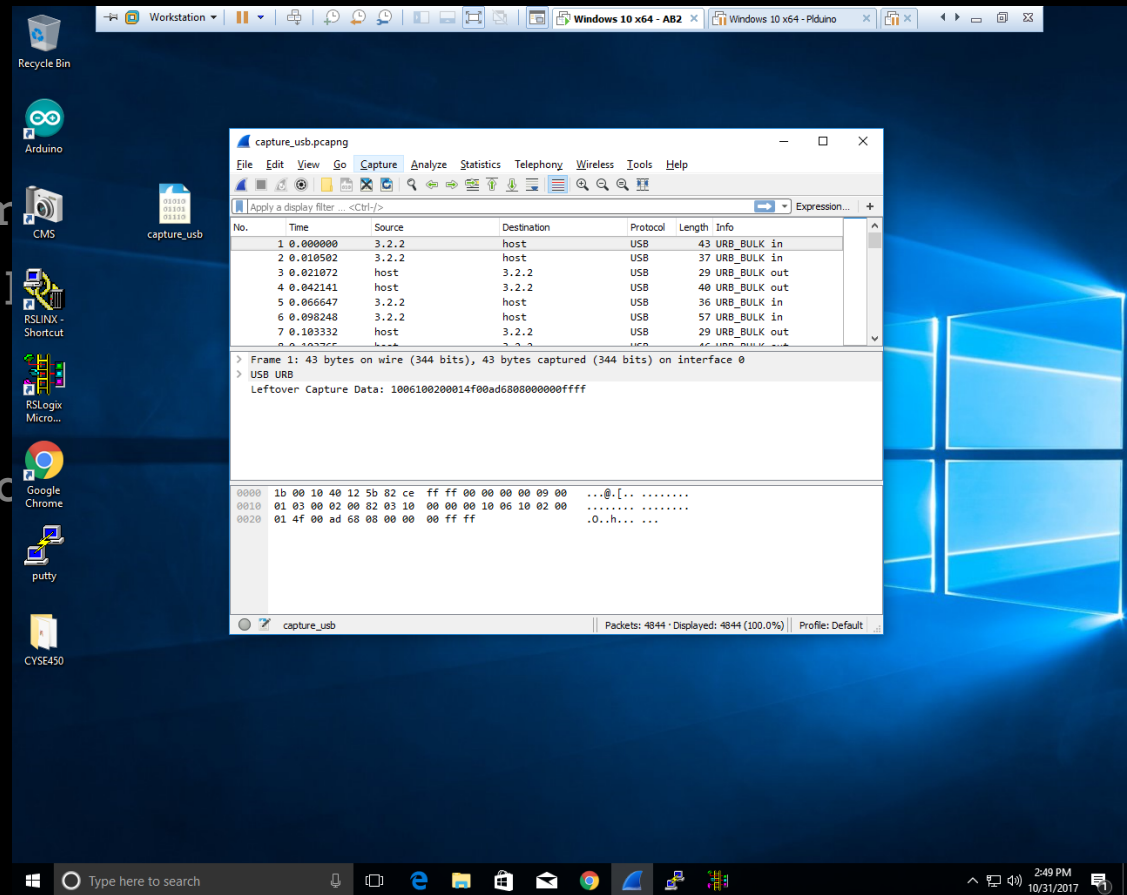 Workstation
Windows 10 x64 - AB2
Windows 10 x64 - PIduino
Recycle Bin
Arduino
CMS
capture_usb
RSLINX -
Shortcut
RSLogix
Micro...
Google
Chrome
putty
CYSE450
capture_usb.pcapng
File Edit View Go Capture Analyze Statistics Telephony Wireless Tools Help
Apply a display filter ... <Ctrl-/>
Expression...
+
No. Time Source Destination Protocol Length Info
1 0.000000 3.2.2 host USB 43 URB_BULK in
2 0.010502 3.2.2 host USB 37 URB_BULK in
3 0.021072 host 3.2.2 USB 29 URB_BULK out
4 0.042141 host 3.2.2 USB 40 URB_BULK out
5 0.066647 3.2.2 host USB 36 URB_BULK in
6 0.098248 3.2.2 host USB 57 URB_BULK in
7 0.103332 host 3.2.2 USB 29 URB_BULK out
> Frame 1: 43 bytes on wire (344 bits), 43 bytes captured (344 bits) on interface 0
> USB URB
Leftover Capture Data: 1006100200014f00ad6808000000ffff
0000 1b 00 10 40 12 5b 82 ce ff ff 00 00 00 00 09 00 ...@.[.. ........
0010 01 03 00 02 00 82 03 10 00 00 00 10 06 10 02 00 ........ ........
0020 01 4f 00 ad 68 08 00 00 00 ff ff .O..h... ...
capture_usb
Packets: 4844 · Displayed: 4844 (100.0%)
Profile: Default
Type here to search
2:49 PM
10/31/2017
1